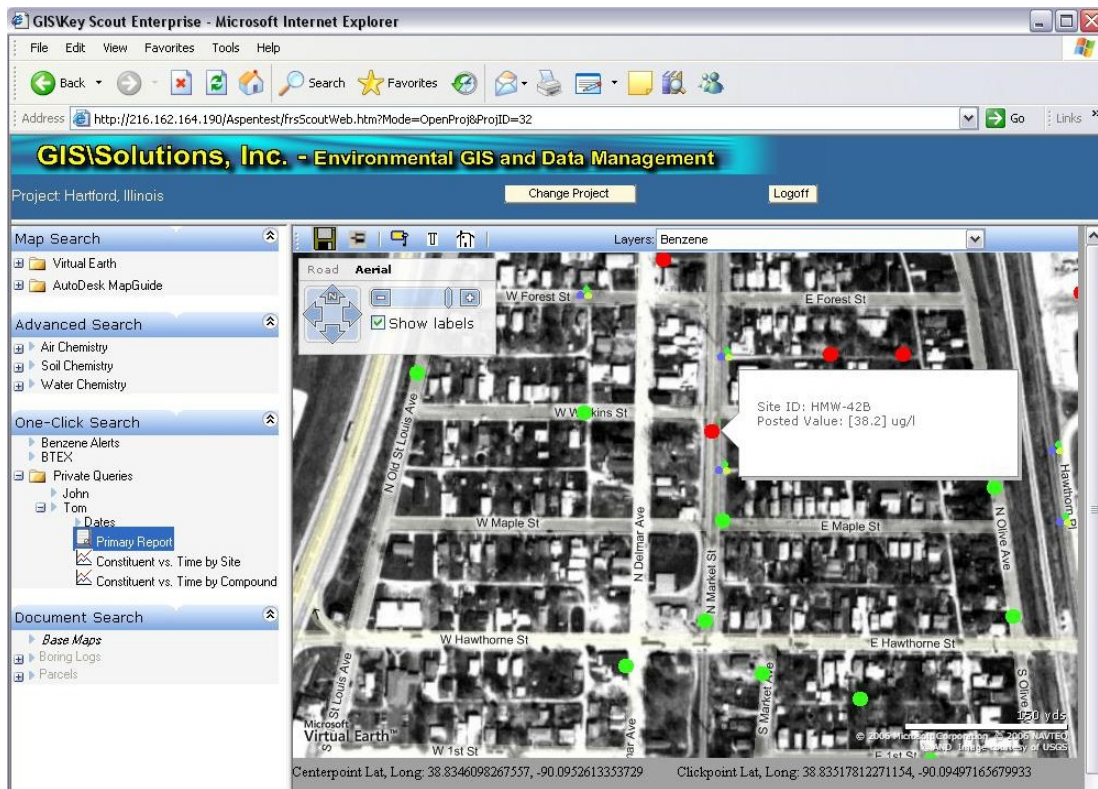 GIS\Key Scout Enterprise - Microsoft Internet Explorer
File Edit View Favorites Tools Help
Back Search Favorites
Address http://216.162.164.190/Aspentest/frsScoutWeb.htm?Mode=OpenProj&ProjID=32 Go Links
GIS\Solutions, Inc. - Environmental GIS and Data Management
Project: Hartford, Illinois Change Project Logoff
Map Search
Virtual Earth
AutoDesk MapGuide
Advanced Search
Air Chemistry
Soil Chemistry
Water Chemistry
One-Click Search
Benzene Alerts
BTEX
Private Queries
John
Tom
Dates
Primary Report
Constituent vs. Time by Site
Constituent vs. Time by Compound
Document Search
Base Maps
Boring Logs
Parcels
Layers: Benzene
Road Aerial
N
Show labels
W Forest St
E Forest St
Site ID: HMW-42B
Posted Value: [38.2] ug/l
N Old St Louis Ave
W Maple St
E Maple St
N Delmar Ave
N Market St
N Olive Ave
Hawthorn Pl
W Hawthorne St
E Hawthorne St
S St Louis Ave
S Market Ave
S Olive
W 1st St
E 1st St
Microsoft
Virtual Earth™
© 2006 Microsoft Corporation © 2006 NAVTEQ
Image courtesy of USGS
Centerpoint Lat, Long: 38.8346098267557, -90.0952613353729 Clickpoint Lat, Long: 38.83517812271154, -90.09497165679933